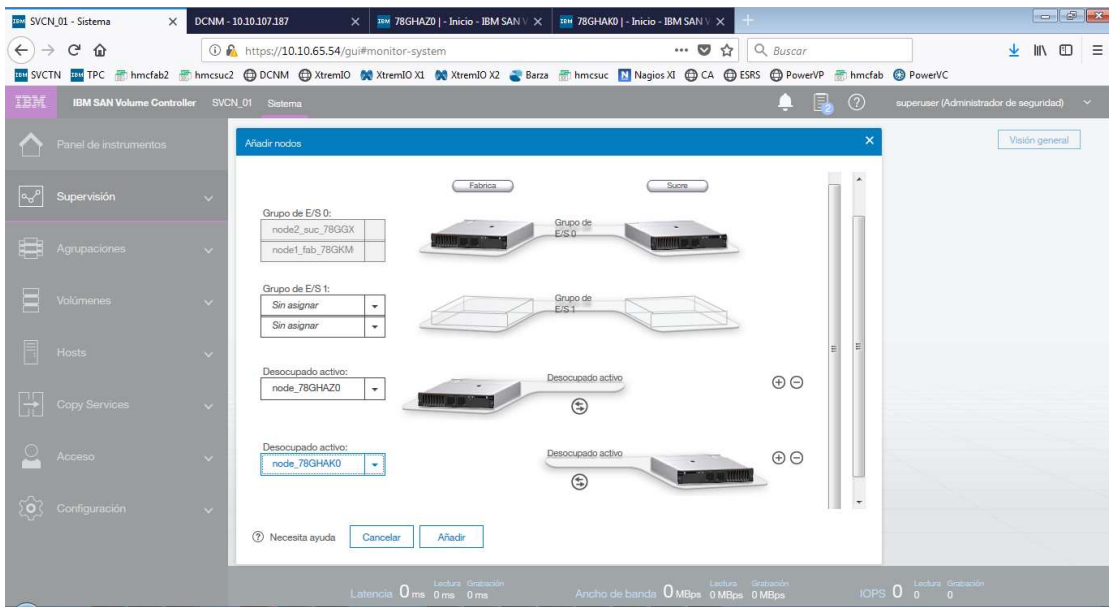 SVCN_01 - Sistema
DCNM - 10.10.107.187
78GHAZ0 | - Inicio - IBM SAN V
78GHAK0 | - Inicio - IBM SAN V
https://10.10.65.54/gui#monitor-system
Buscar
SVCTN TPC hmcfab2 hmcsuc2 DCNM XtremIO XtremIO X1 XtremIO X2 Barza hmcsuc Nagios XI CA ESRS PowerVP hmcfab PowerVC
IBM IBM SAN Volume Controller SVCN_01 Sistema 2 superuser (Administrador de seguridad)
Panel de instrumentos
Supervisión
Agrupaciones
Volúmenes
Hosts
Copy Services
Acceso
Configuración
Visión general
Añadir nodos
Fabrica Sucre
Grupo de E/S 0:
node2_suc_78GGX
node1_fab_78GKM
Grupo de
E/S 0
Grupo de E/S 1:
Sin asignar
Sin asignar
Grupo de
E/S 1
Desocupado activo:
node_78GHAZ0
Desocupado activo
Desocupado activo:
node_78GHAK0
Desocupado activo
Necesita ayuda Cancelar Añadir
Latencia 0 ms Lectura 0 ms Grabación 0 ms
Ancho de banda 0 MBps Lectura 0 MBps Grabación 0 MBps
IOPS 0 Lectura 0 Grabación 0